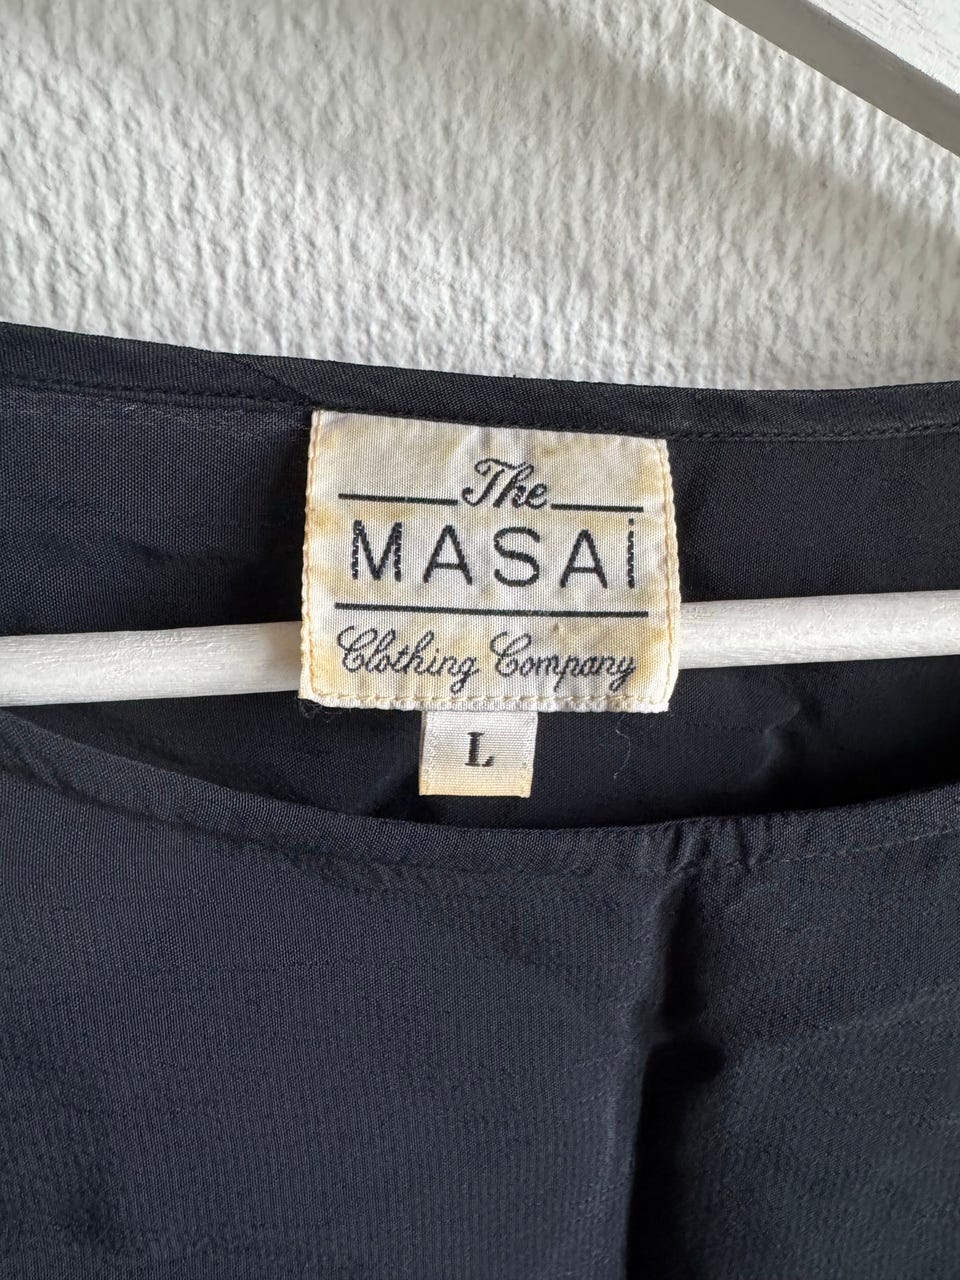 The
MASAi
Clothing Company
L